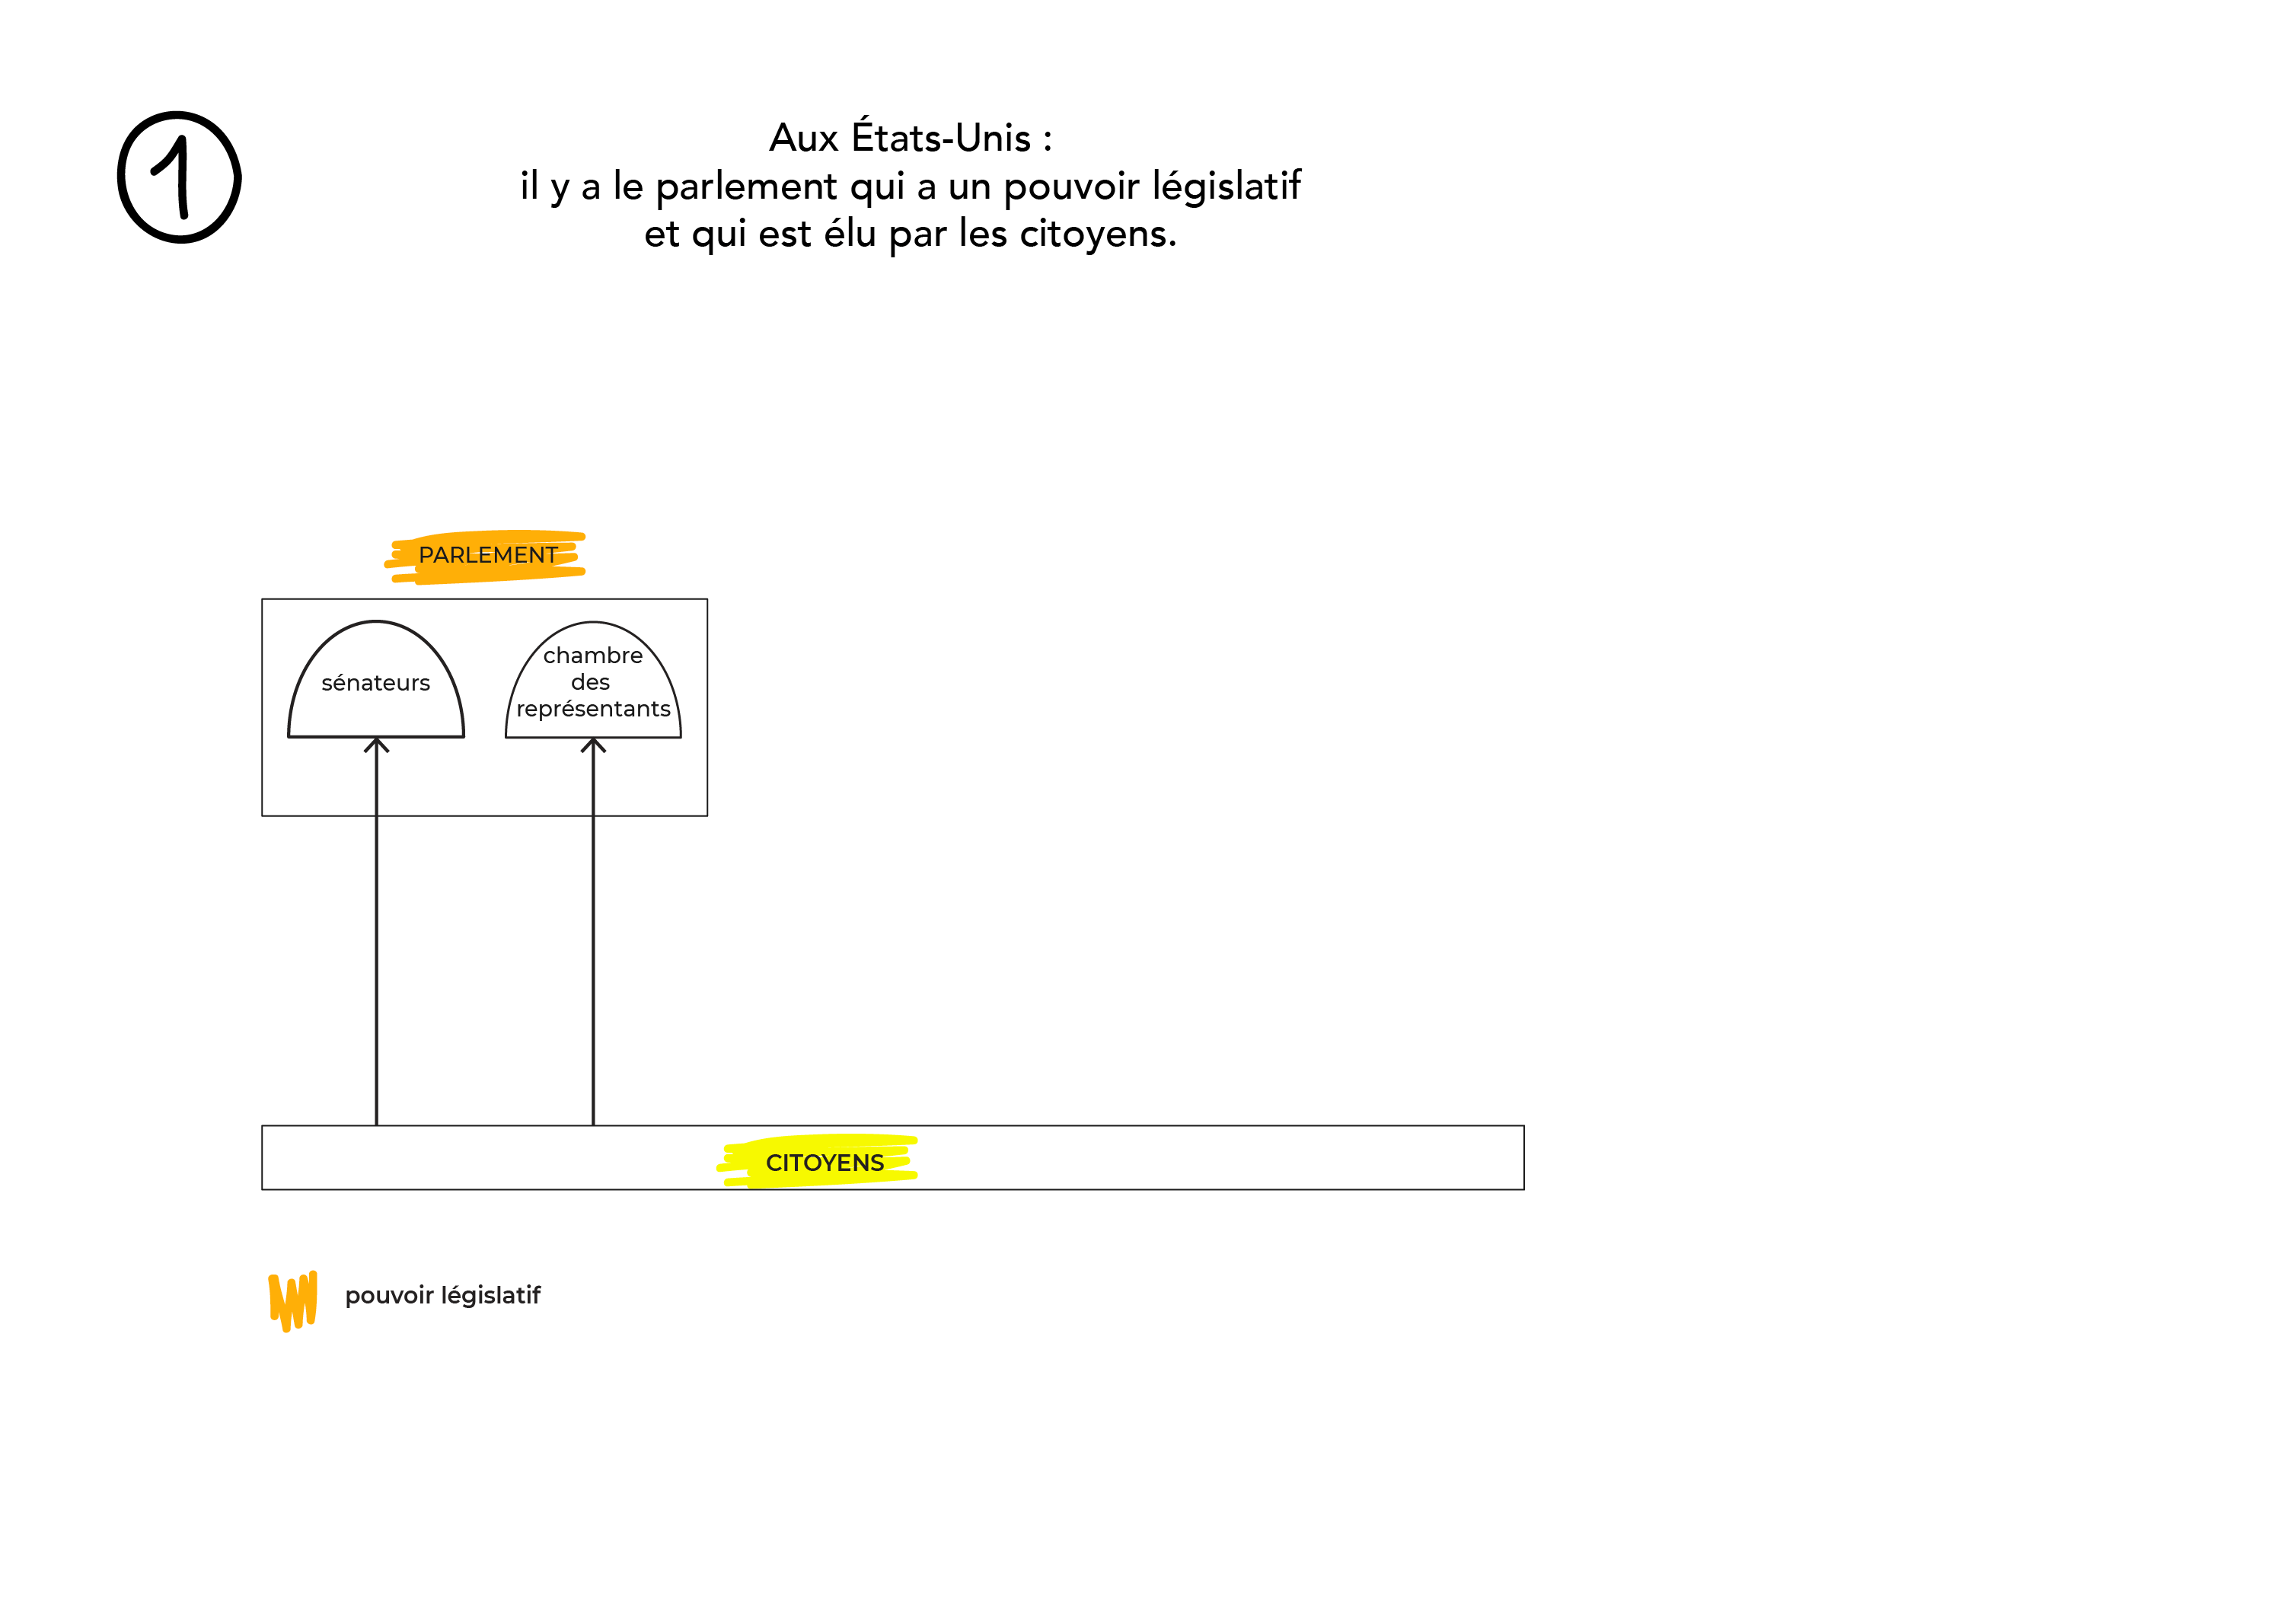 1
Aux États-Unis :
il y a le parlement qui a un pouvoir législatif
et qui est élu par les citoyens.
PARLEMENT
sénateurs
chambre
des
représentants
CITOYENS
pouvoir législatif